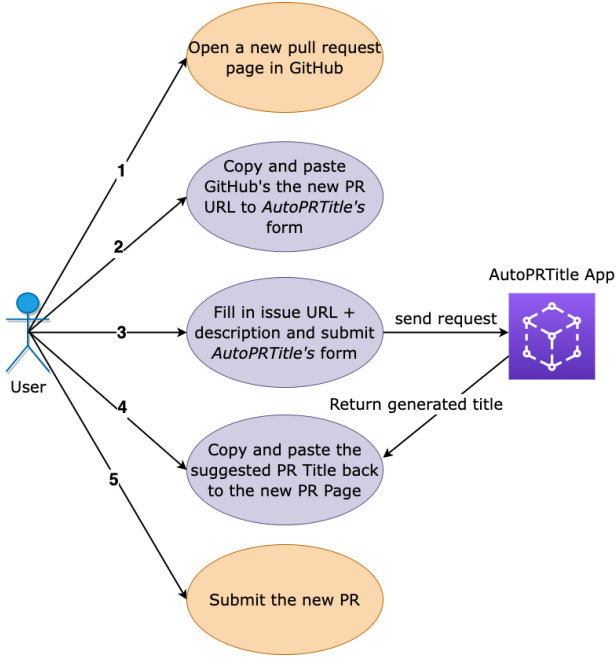 Open a new pull request
page in GitHub
1
Copy and paste
GitHub's the new PR
URL to AutoPRTitle's
form
2
AutoPRTitle App
Fill in issue URL +
description and submit
AutoPRTitle's form
3
send request
User
4
Return generated title
Copy and paste the
suggested PR Title back
to the new PR Page
5
Submit the new PR